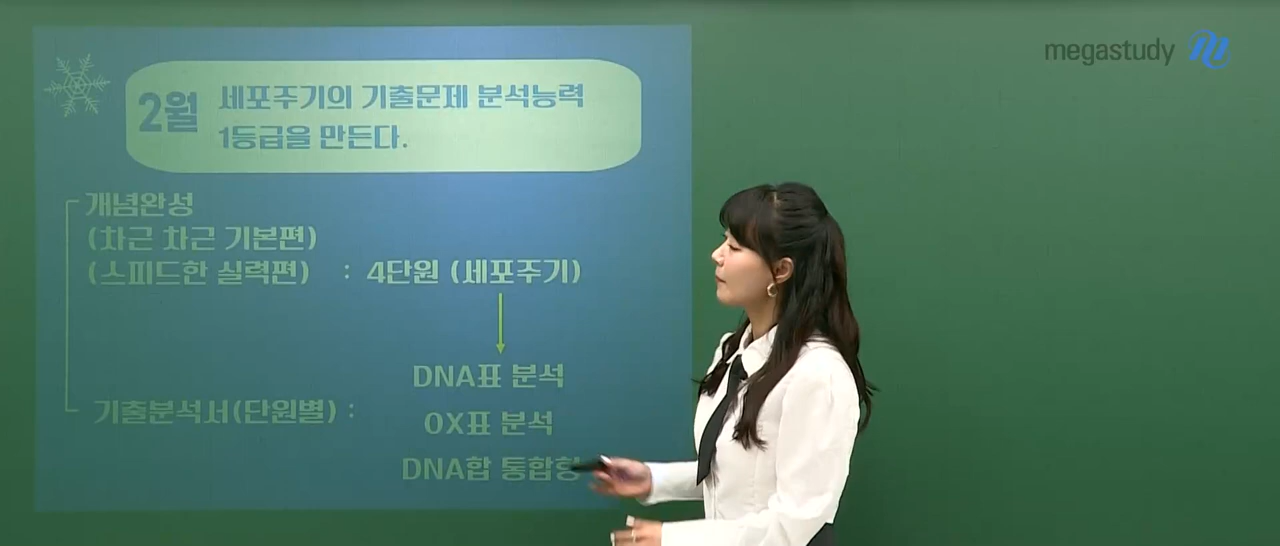 megastudy
2월
세포주기의 기출문제 분석능력
1등급을 만든다.
개념완성
(차근 차근 기본편)
(스피드한 실력편) : 4단원 (세포주기)
DNA표 분석
기출분석서(단원별) :
OX표 분석
DNA합 통합형